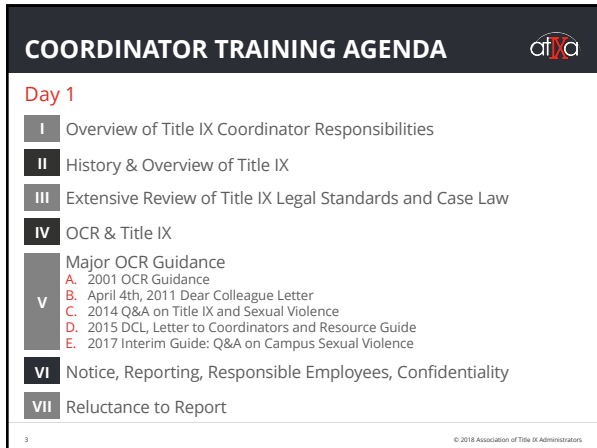 COORDINATOR TRAINING AGENDA
atIXa
Day 1
I Overview of Title IX Coordinator Responsibilities
II History & Overview of Title IX
III Extensive Review of Title IX Legal Standards and Case Law
IV OCR & Title IX
V Major OCR Guidance
A. 2001 OCR Guidance
B. April 4th, 2011 Dear Colleague Letter
C. 2014 Q&A on Title IX and Sexual Violence
D. 2015 DCL, Letter to Coordinators and Resource Guide
E. 2017 Interim Guide: Q&A on Campus Sexual Violence
VI Notice, Reporting, Responsible Employees, Confidentiality
VII Reluctance to Report
3 © 2018 Association of Title IX Administrators